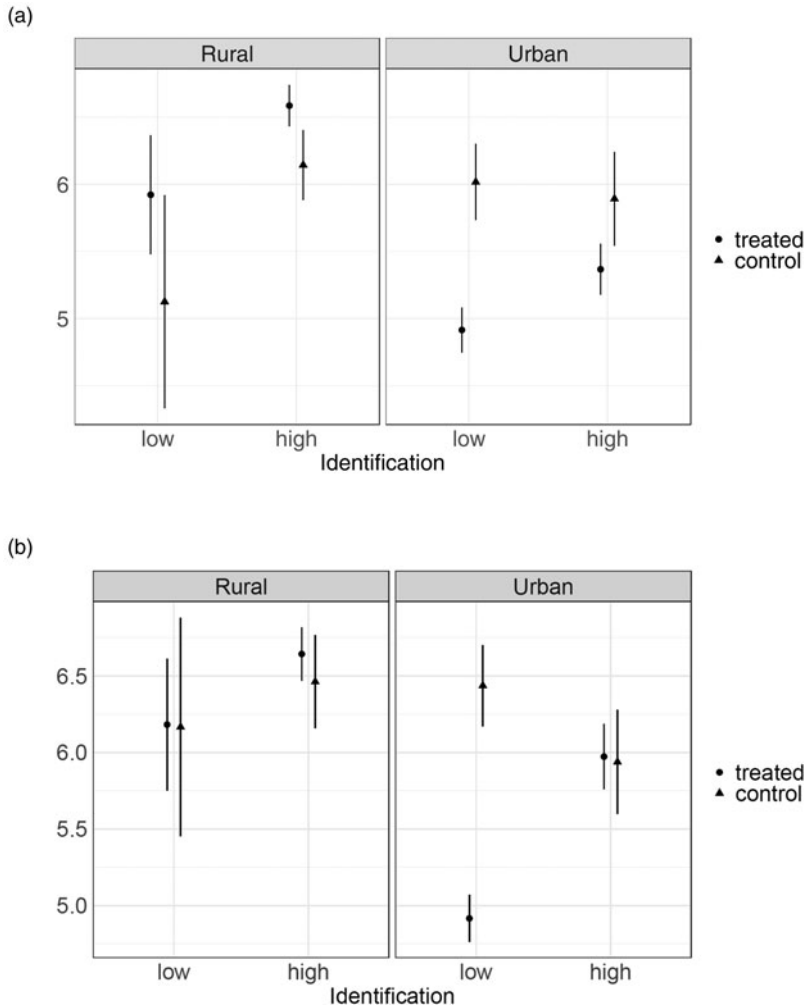 (a)
Rural Urban
6
5
treated
control
low high low high
Identification
(b)
Rural Urban
6.5
6.0
5.5
5.0
treated
control
low high low high
Identification